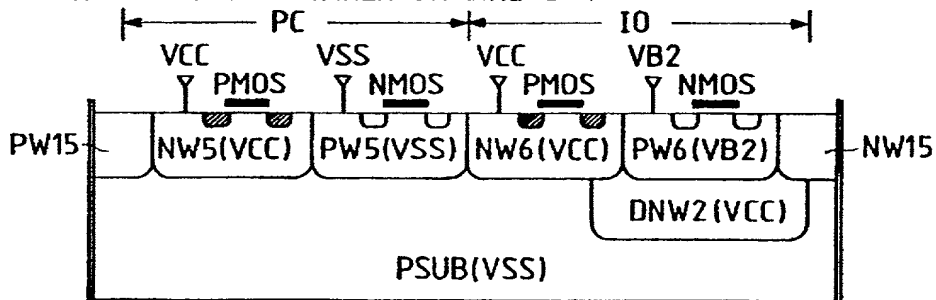 PC IO
VCC VSS VCC VB2
PMOS NMOS PMOS NMOS
PW15 NW5(VCC) PW5(VSS) NW6(VCC) PW6(VB2) NW15
DNW2(VCC)
PSUB(VSS)